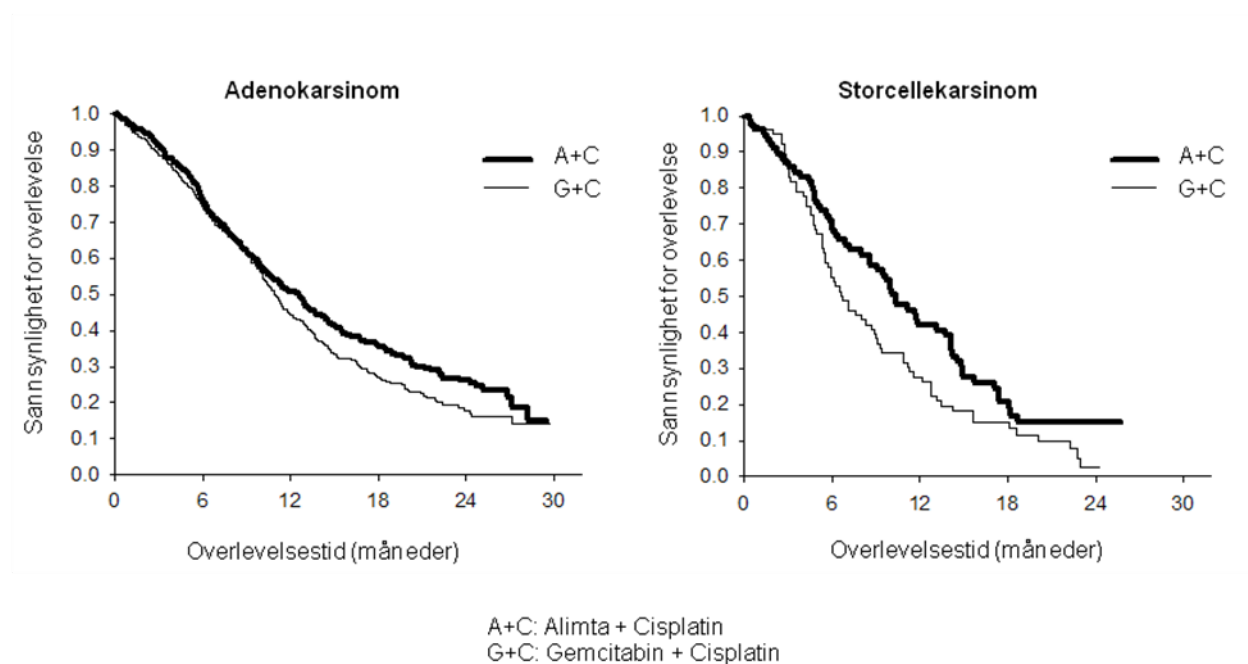 Adenokarsinom
Sannsynlighet for overlevelse
1.0
0.9
0.8
0.7
0.6
0.5
0.4
0.3
0.2
0.1
0.0
A+C
G+C
0 6 12 18 24 30
Overlevelsestid (måneder)
Storcellekarsinom
Sannsynlighet for overlevelse
1.0
0.9
0.8
0.7
0.6
0.5
0.4
0.3
0.2
0.1
0.0
A+C
G+C
0 6 12 18 24 30
Overlevelsestid (måneder)
A+C: Alimta + Cisplatin
G+C: Gemcitabin + Cisplatin